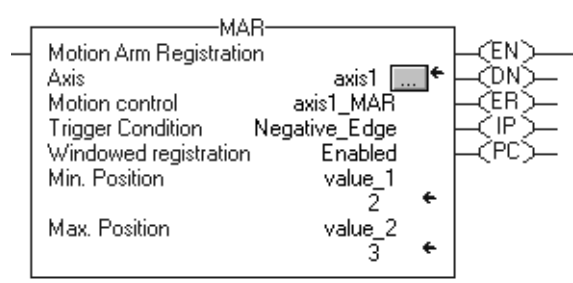 MAR
Motion Arm Registration
EN
Axis axis1 ...
DN
Motion control axis1_MAR
ER
Trigger Condition Negative_Edge
IP
Windowed registration Enabled
PC
Min. Position value_1
2
Max. Position value_2
3